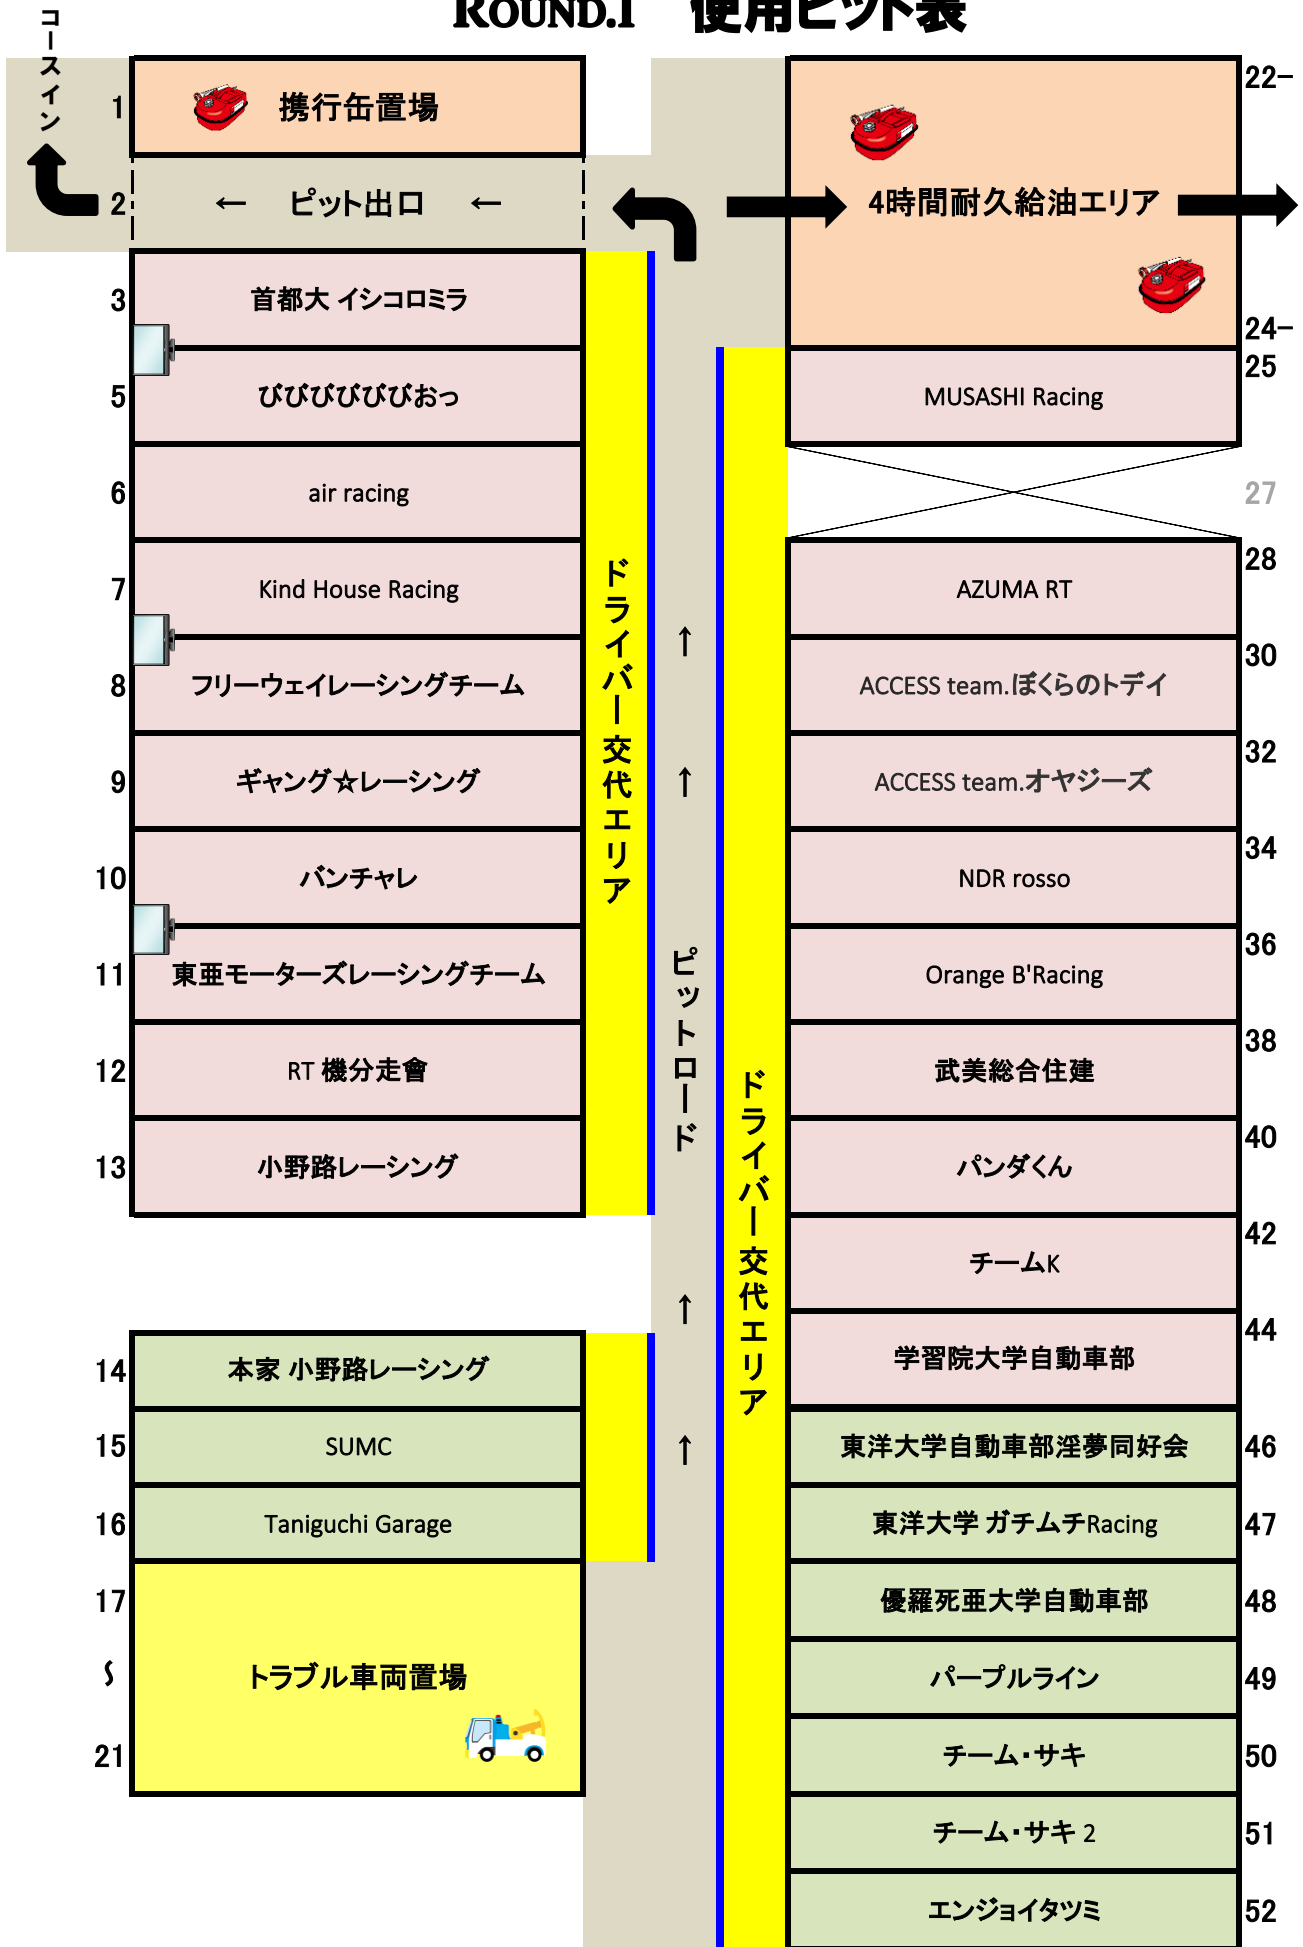 ROUND.1 使用ピット表
コースイン
1 携行缶置場
2 ← ピット出口 ←
3 首都大 イシコロミラ
5 びびびびびびおっ
6 air racing
7 Kind House Racing
8 フリーウェイレーシングチーム
9 ギャング☆レーシング
10 バンチャレ
11 東亜モーターズレーシングチーム
12 RT 機分走會
13 小野路レーシング
14 本家 小野路レーシング
15 SUMC
16 Taniguchi Garage
17
〜
21
トラブル車両置場
ドライバー交代エリア
↑
↑
ピットロード
↑
↑
ドライバー交代エリア
22−
4時間耐久給油エリア
24−
MUSASHI Racing 25
27
AZUMA RT 28
ACCESS team.ぼくらのトデイ 30
ACCESS team.オヤジーズ 32
NDR rosso 34
Orange B'Racing 36
武美総合住建 38
パンダくん 40
チームK 42
学習院大学自動車部 44
東洋大学自動車部淫夢同好会 46
東洋大学 ガチムチRacing 47
優羅死亜大学自動車部 48
パープルライン 49
チーム・サキ 50
チーム・サキ 2 51
エンジョイタツミ 52